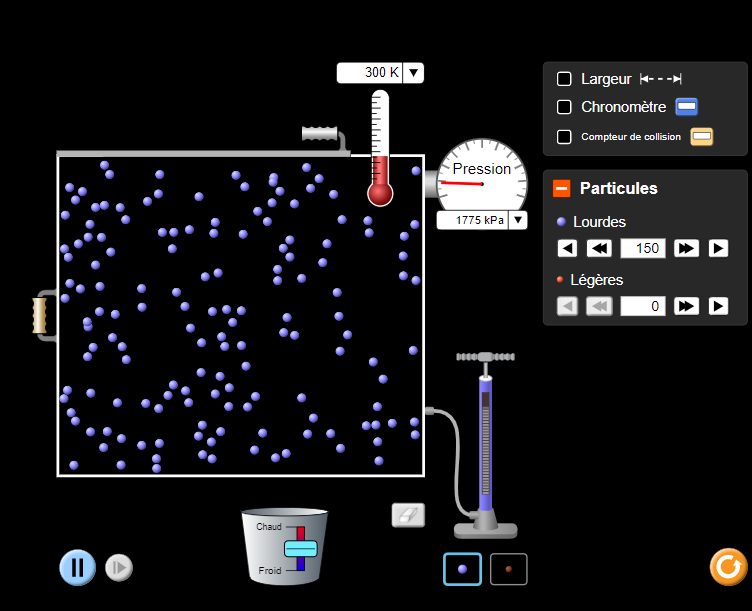 300 K
Largeur
Chronomètre
Compteur de collision
Pression
1775 kPa
Particules
Lourdes
150
Légères
0
Chaud
Froid